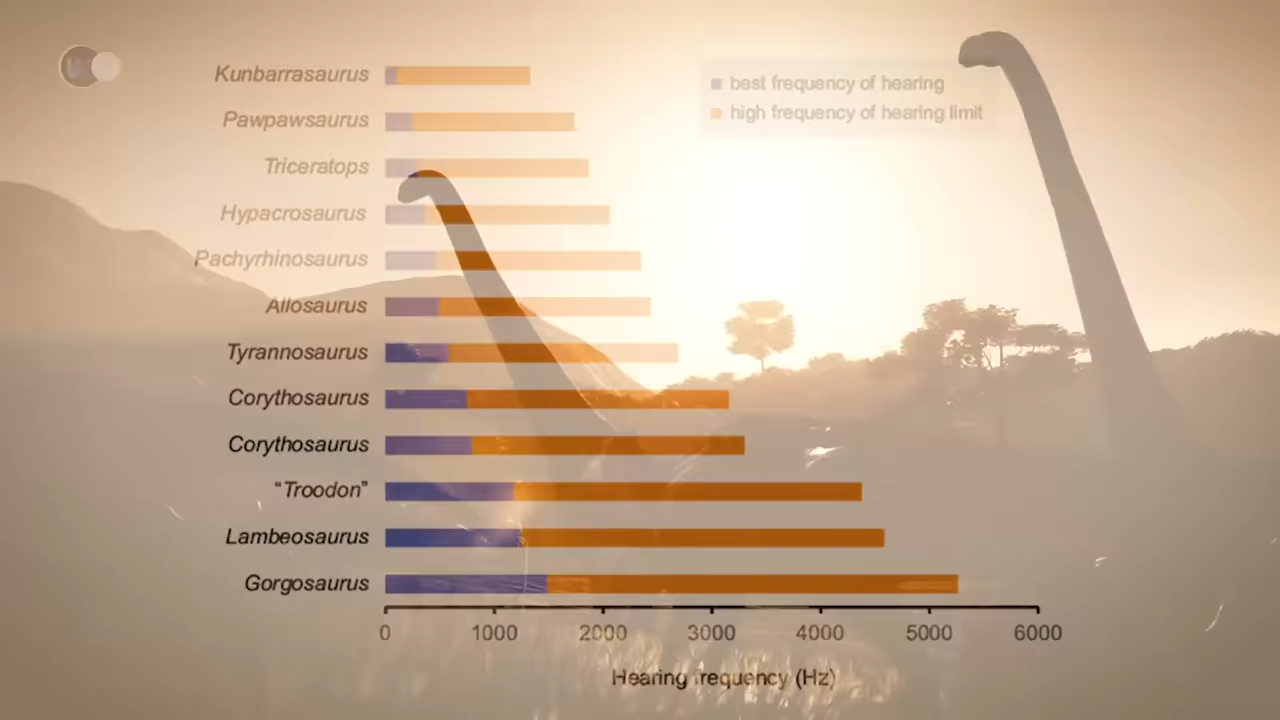 Kunbarrasaurus
Pawpawsaurus
Triceratops
Hypacrosaurus
Pachyrhinosaurus
Allosaurus
Tyrannosaurus
Corythosaurus
Corythosaurus
“Troodon”
Lambeosaurus
Gorgosaurus
best frequency of hearing
high frequency of hearing limit
0 1000 2000 3000 4000 5000 6000
Hearing frequency (Hz)